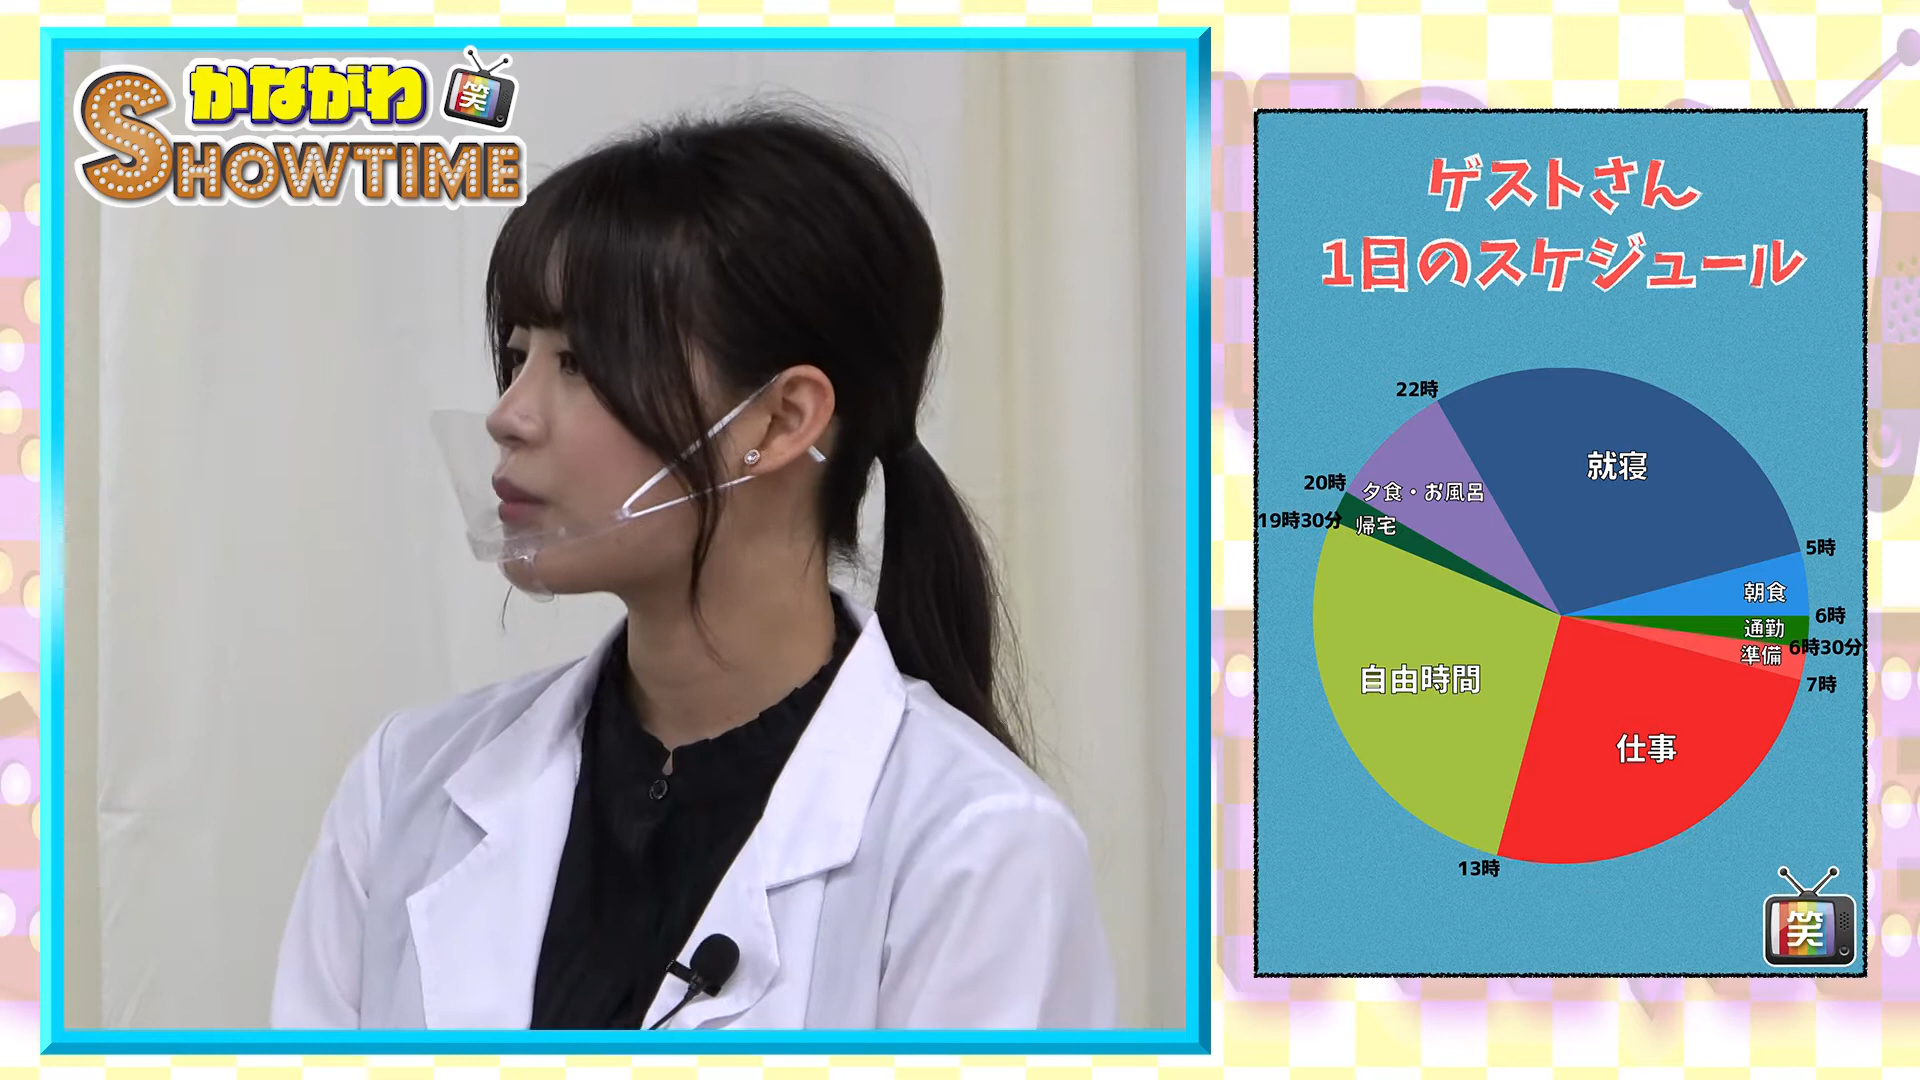 かながわ
笑
SHOWTIME
ゲストさん
1日のスケジュール
22時
就寝
20時
夕食・お風呂
19時30分
帰宅
5時
朝食
6時
通勤
6時30分
準備
7時
自由時間
仕事
13時
笑